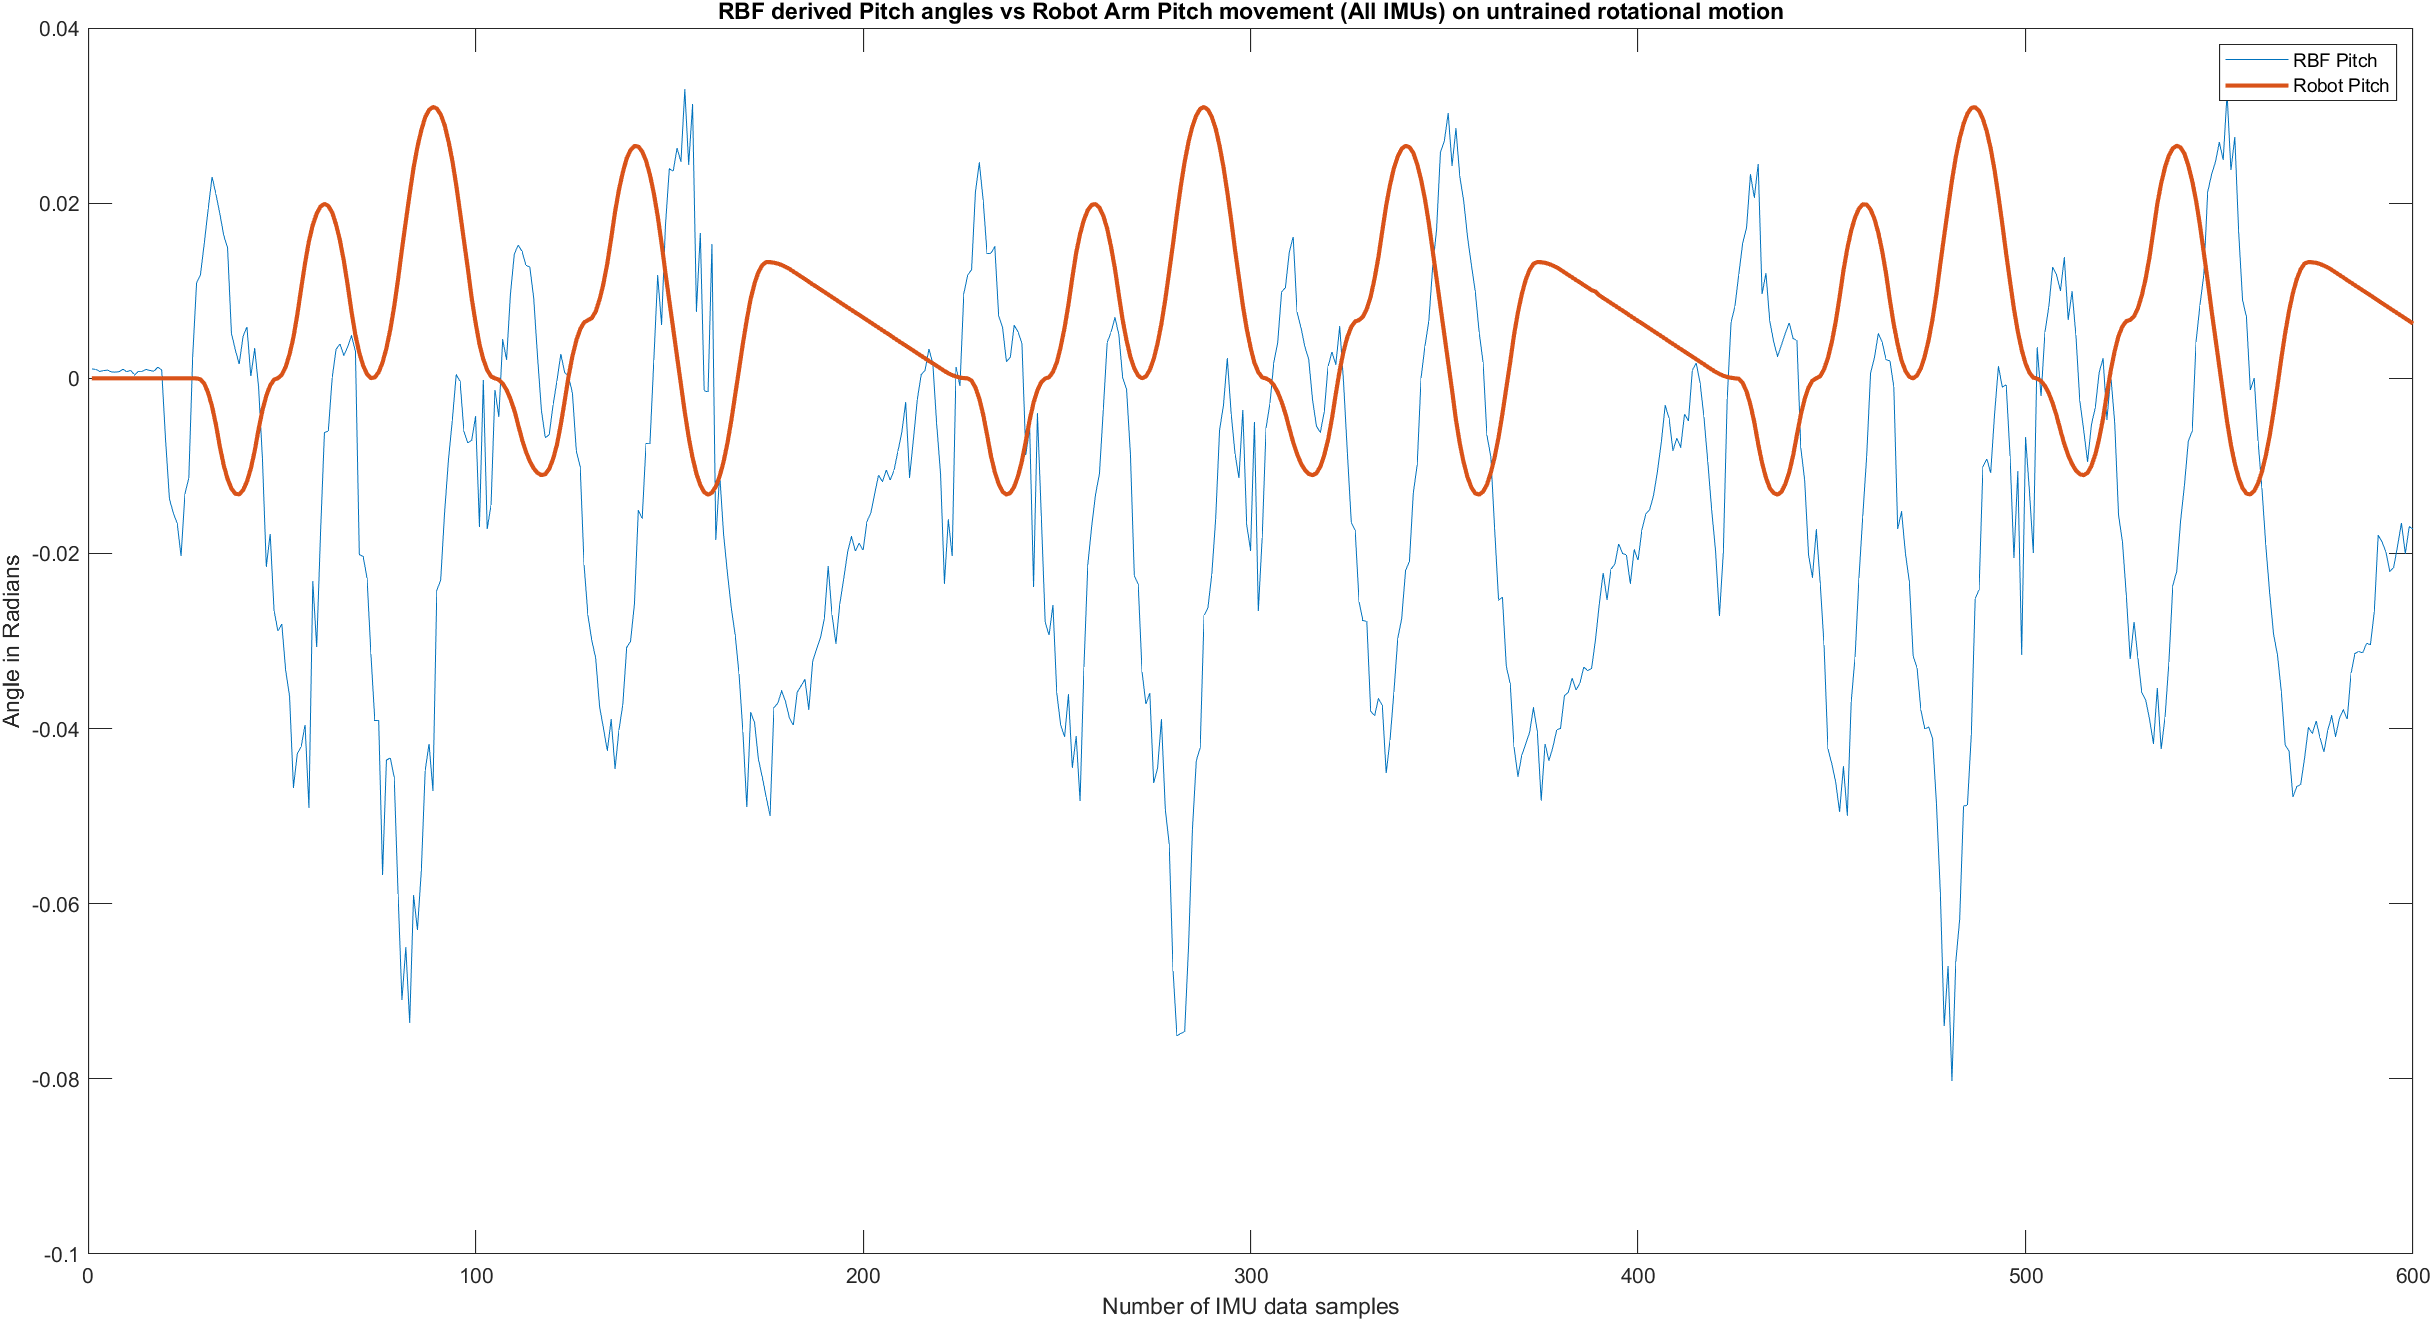 RBF derived Pitch angles vs Robot Arm Pitch movement (All IMUs) on untrained rotational motion
0.04
0.02
0
-0.02
-0.04
-0.06
-0.08
-0.1
Angle in Radians
RBF Pitch
Robot Pitch
0 100 200 300 400 500 600
Number of IMU data samples